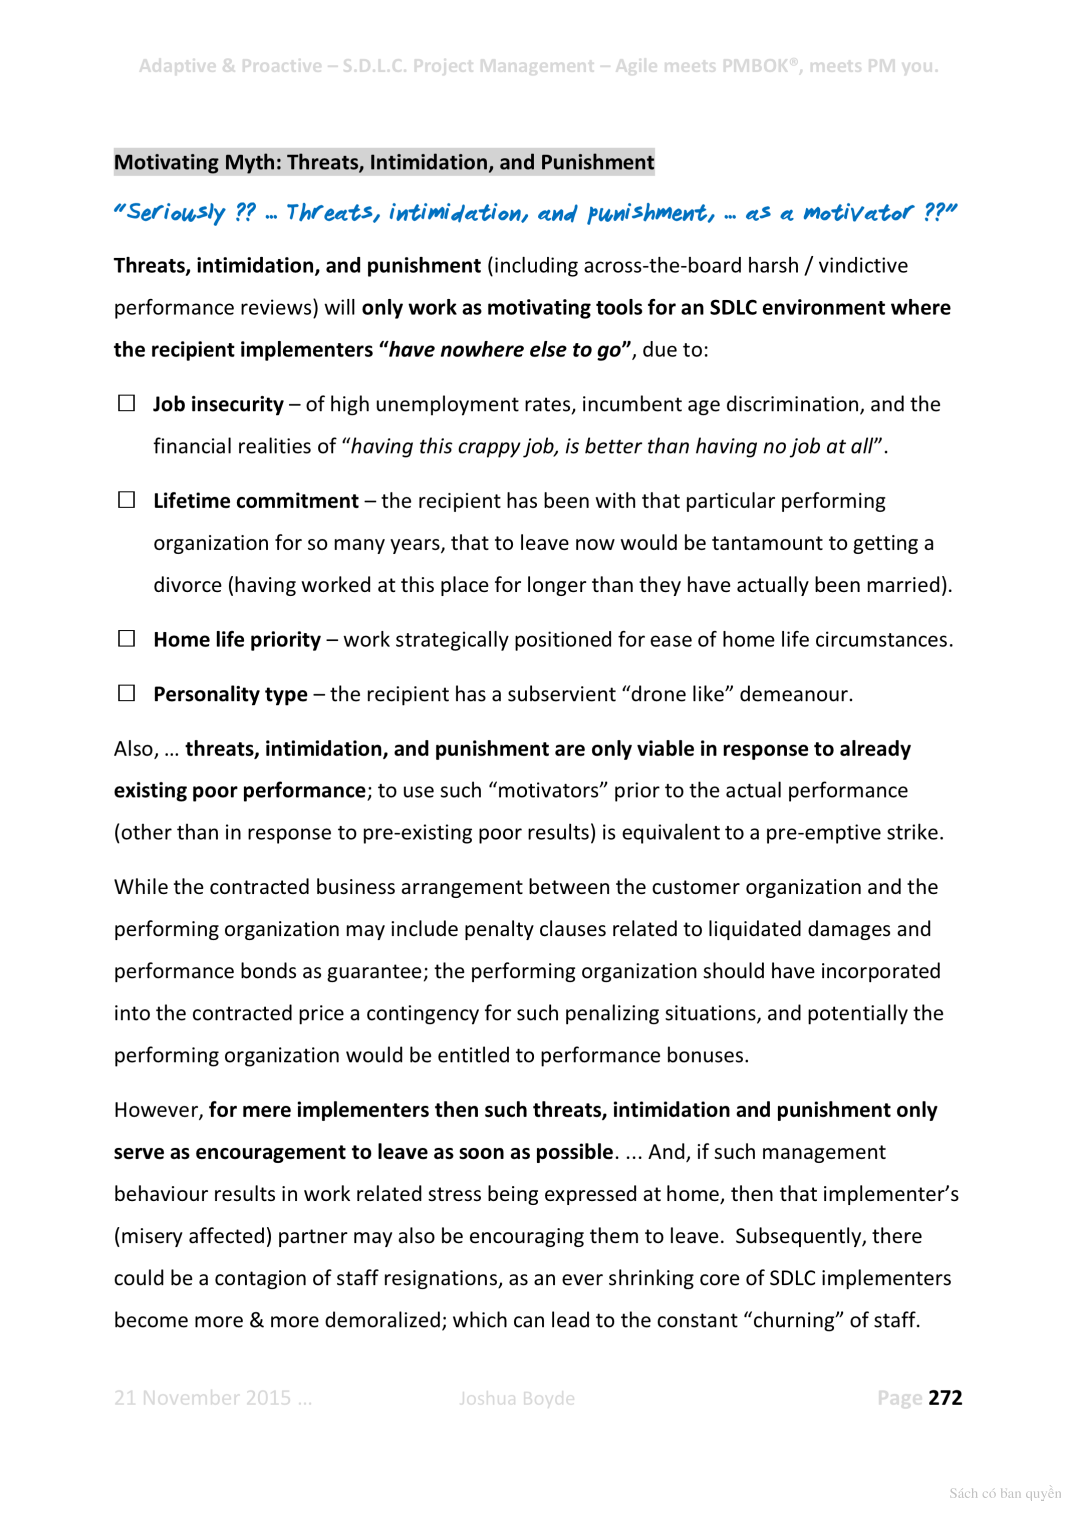 Adaptive & Proactive – S.D.L.C. Project Management – Agile meets PMBOK®, meets PM you.
Motivating Myth: Threats, Intimidation, and Punishment
"Seriously ?? ... Threats, intimidation, and punishment, ... as a motivator ??"
Threats, intimidation, and punishment (including across-the-board harsh / vindictive
performance reviews) will only work as motivating tools for an SDLC environment where
the recipient implementers “have nowhere else to go”, due to:
☐ Job insecurity – of high unemployment rates, incumbent age discrimination, and the
financial realities of “having this crappy job, is better than having no job at all”.
☐ Lifetime commitment – the recipient has been with that particular performing
organization for so many years, that to leave now would be tantamount to getting a
divorce (having worked at this place for longer than they have actually been married).
☐ Home life priority – work strategically positioned for ease of home life circumstances.
☐ Personality type – the recipient has a subservient “drone like” demeanour.
Also, ... threats, intimidation, and punishment are only viable in response to already
existing poor performance; to use such “motivators” prior to the actual performance
(other than in response to pre-existing poor results) is equivalent to a pre-emptive strike.
While the contracted business arrangement between the customer organization and the
performing organization may include penalty clauses related to liquidated damages and
performance bonds as guarantee; the performing organization should have incorporated
into the contracted price a contingency for such penalizing situations, and potentially the
performing organization would be entitled to performance bonuses.
However, for mere implementers then such threats, intimidation and punishment only
serve as encouragement to leave as soon as possible. ... And, if such management
behaviour results in work related stress being expressed at home, then that implementer’s
(misery affected) partner may also be encouraging them to leave.  Subsequently, there
could be a contagion of staff resignations, as an ever shrinking core of SDLC implementers
become more & more demoralized; which can lead to the constant “churning” of staff.
21 November 2015 ... Joshua Boyde Page 272
Sách có bản quyền